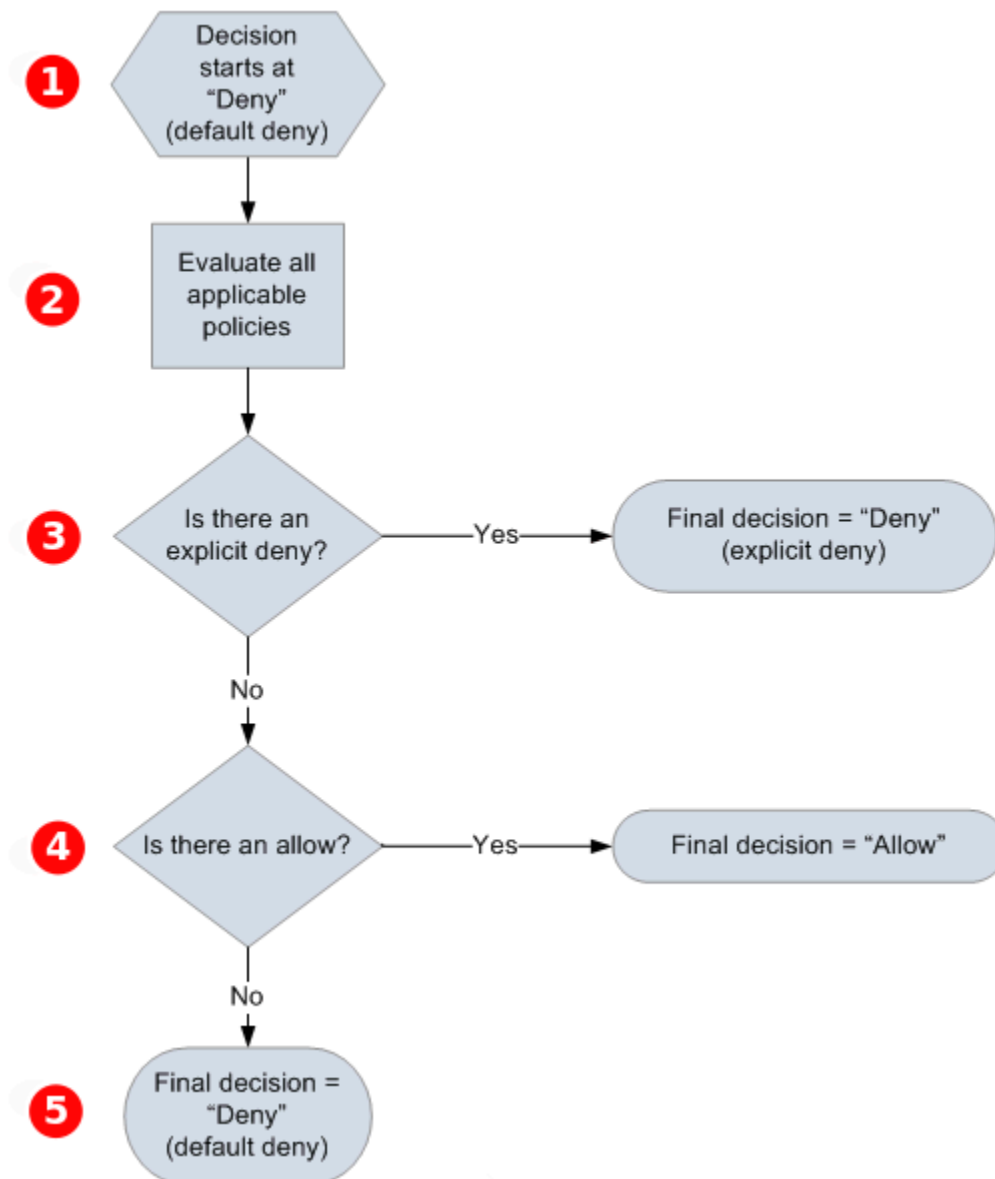 1
Decision
starts at
“Deny”
(default deny)
2
Evaluate all
applicable
policies
3
Is there an
explicit deny?
Yes
Final decision = “Deny”
(explicit deny)
No
4
Is there an allow?
Yes
Final decision = “Allow”
No
5
Final decision =
“Deny”
(default deny)